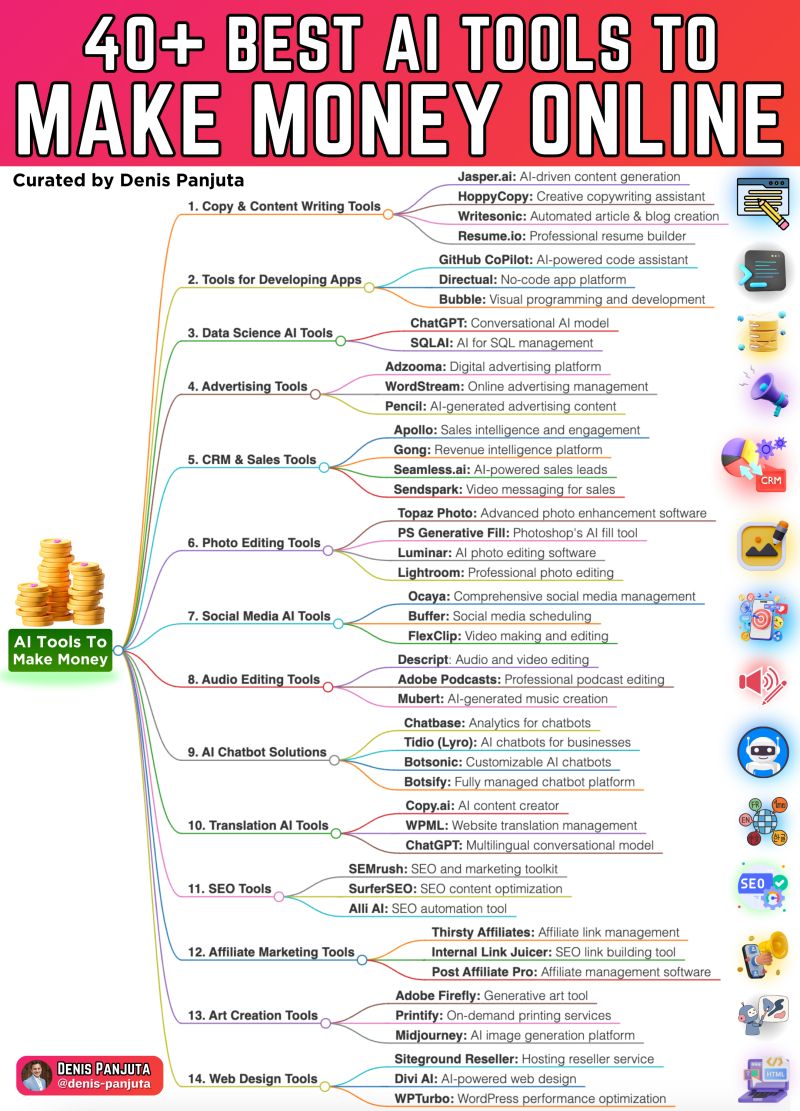 40+ BEST AI TOOLS TO
MAKE MONEY ONLINE
Curated by Denis Panjuta
AI Tools To
Make Money
1. Copy & Content Writing Tools
Jasper.ai: AI-driven content generation
HoppyCopy: Creative copywriting assistant
Writesonic: Automated article & blog creation
Resume.io: Professional resume builder
2. Tools for Developing Apps
GitHub CoPilot: AI-powered code assistant
Directual: No-code app platform
Bubble: Visual programming and development
3. Data Science AI Tools
ChatGPT: Conversational AI model
SQLAI: AI for SQL management
4. Advertising Tools
Adzooma: Digital advertising platform
WordStream: Online advertising management
Pencil: AI-generated advertising content
5. CRM & Sales Tools
Apollo: Sales intelligence and engagement
Gong: Revenue intelligence platform
Seamless.ai: AI-powered sales leads
Sendspark: Video messaging for sales
CRM
6. Photo Editing Tools
Topaz Photo: Advanced photo enhancement software
PS Generative Fill: Photoshop's AI fill tool
Luminar: AI photo editing software
Lightroom: Professional photo editing
7. Social Media AI Tools
Ocaya: Comprehensive social media management
Buffer: Social media scheduling
FlexClip: Video making and editing
8. Audio Editing Tools
Descript: Audio and video editing
Adobe Podcasts: Professional podcast editing
Mubert: AI-generated music creation
9. AI Chatbot Solutions
Chatbase: Analytics for chatbots
Tidio (Lyro): AI chatbots for businesses
Botsonic: Customizable AI chatbots
Botsify: Fully managed chatbot platform
10. Translation AI Tools
Copy.ai: AI content creator
WPML: Website translation management
ChatGPT: Multilingual conversational model
FR
EN
11. SEO Tools
SEMrush: SEO and marketing toolkit
SurferSEO: SEO content optimization
Alli AI: SEO automation tool
SEO
12. Affiliate Marketing Tools
Thirsty Affiliates: Affiliate link management
Internal Link Juicer: SEO link building tool
Post Affiliate Pro: Affiliate management software
13. Art Creation Tools
Adobe Firefly: Generative art tool
Printify: On-demand printing services
Midjourney: AI image generation platform
14. Web Design Tools
Siteground Reseller: Hosting reseller service
Divi AI: AI-powered web design
WPTurbo: WordPress performance optimization
HTML
DENIS PANJUTA
@denis-panjuta